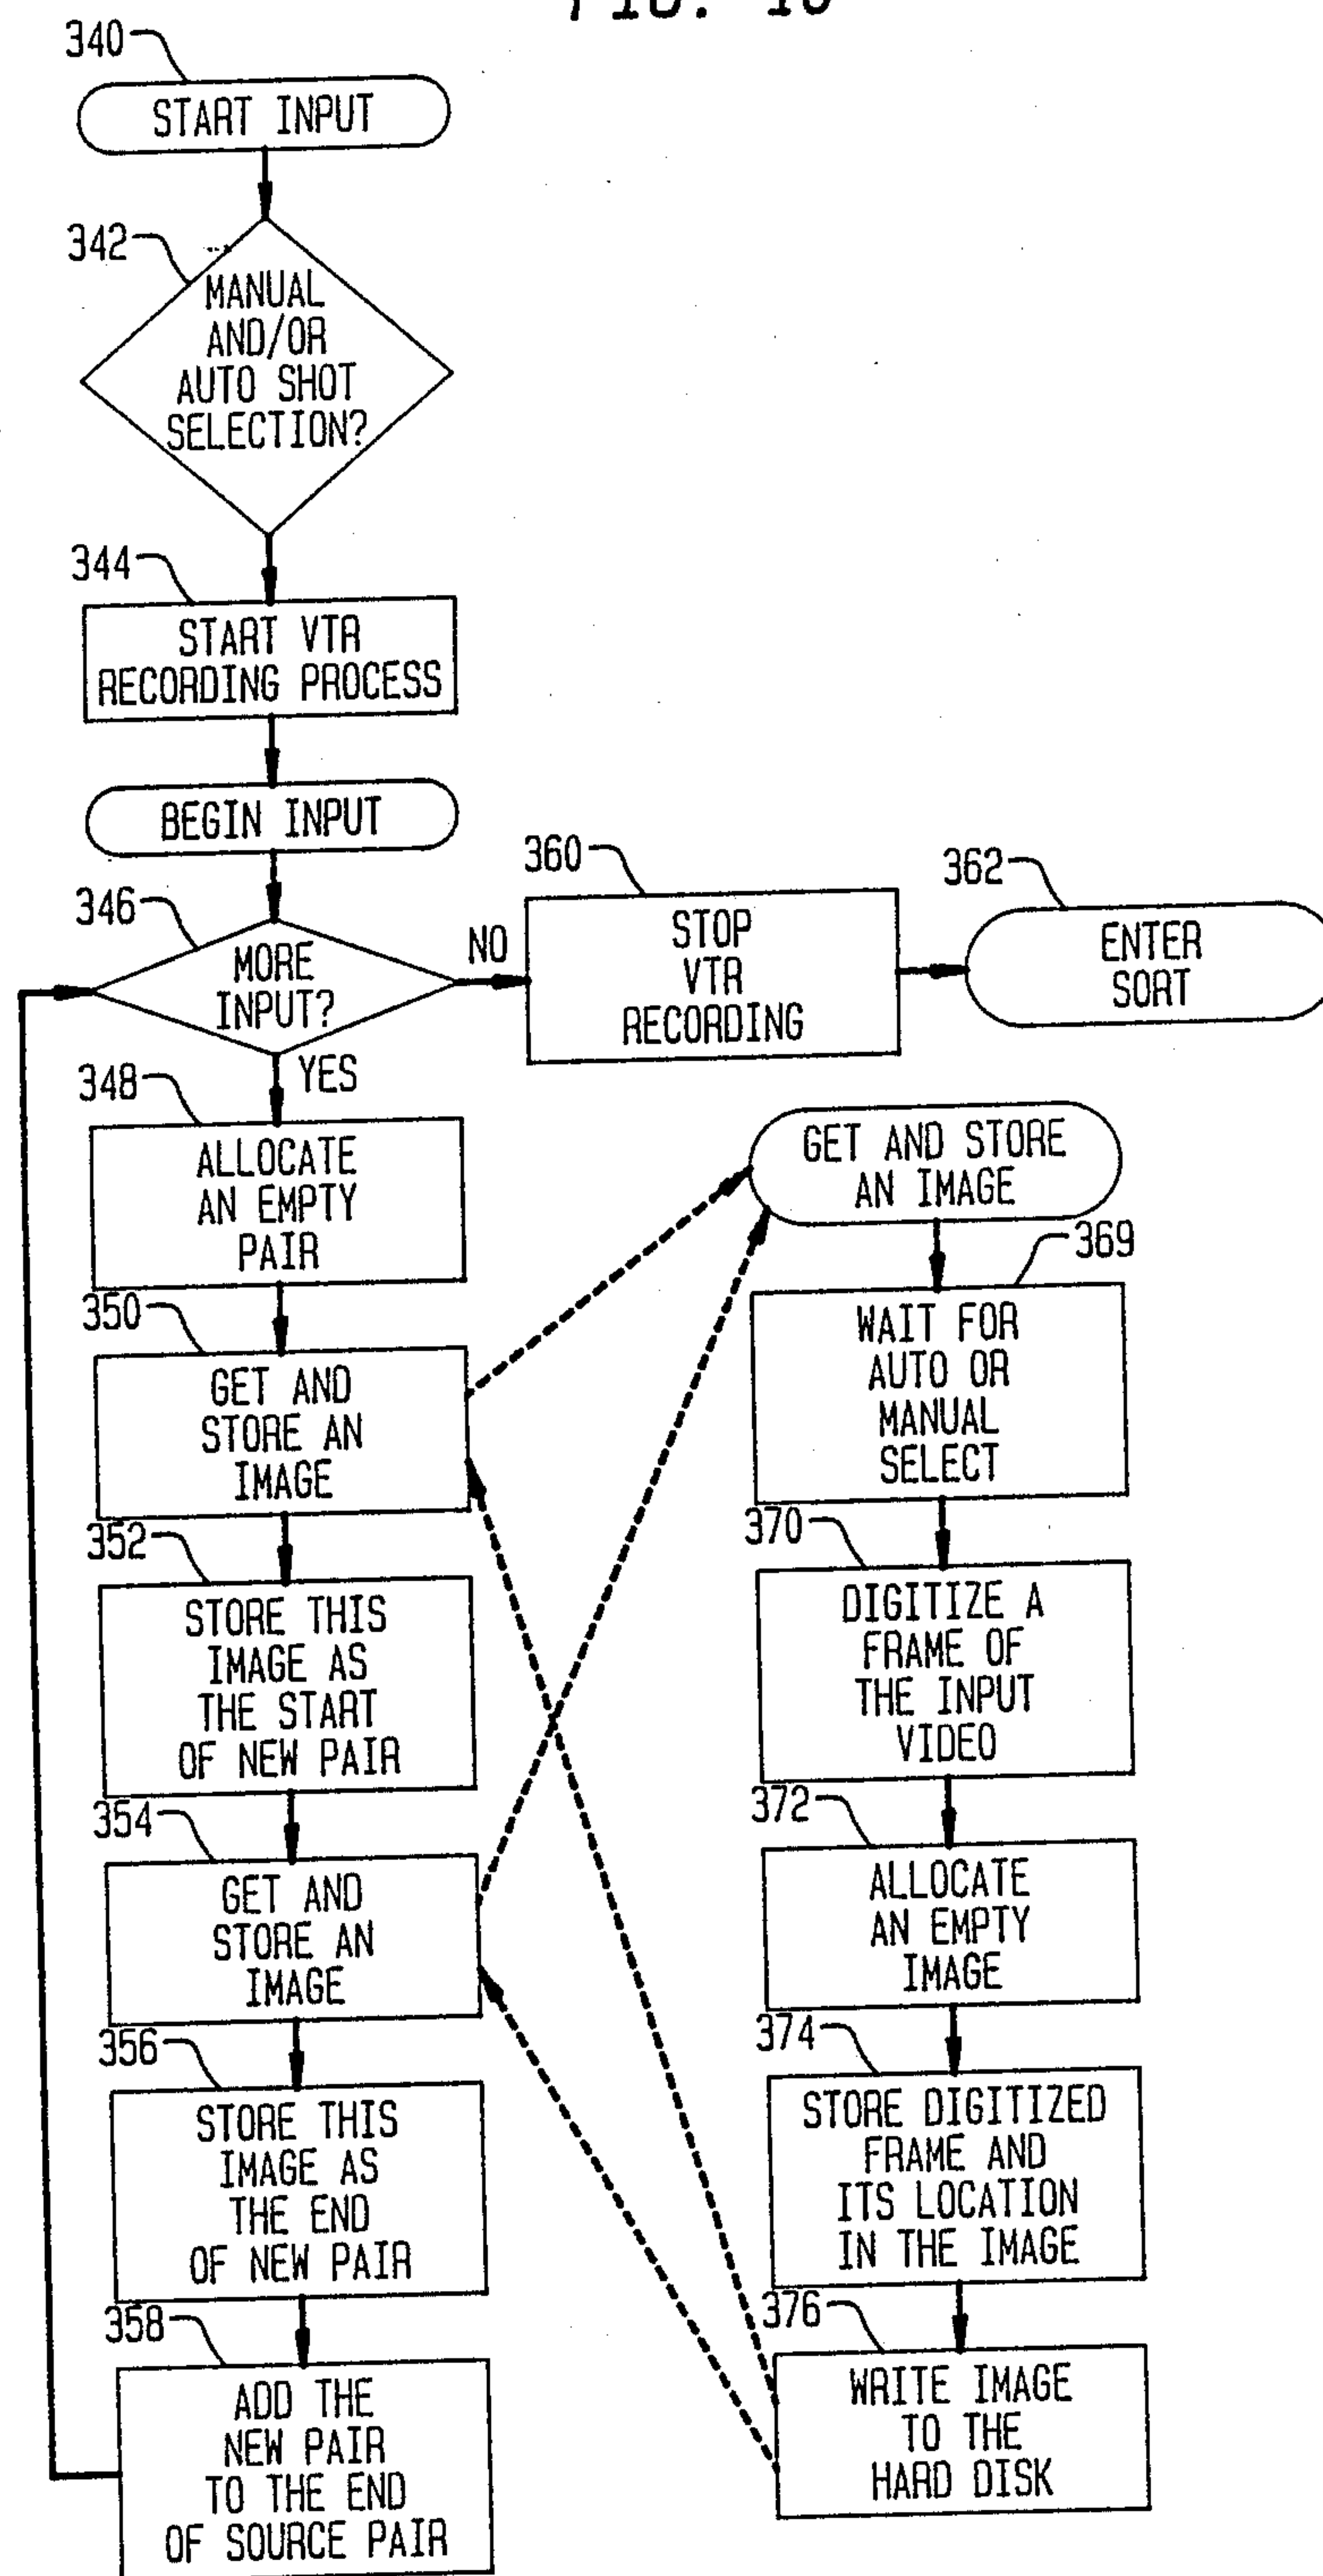 FIG. 10
340
START INPUT
342
MANUAL
AND/OR
AUTO SHOT
SELECTION?
344
START VTR
RECORDING PROCESS
BEGIN INPUT
346
MORE
INPUT?
NO
360
STOP
VTR
RECORDING
362
ENTER
SORT
YES
348
ALLOCATE
AN EMPTY
PAIR
350
GET AND
STORE AN
IMAGE
352
STORE THIS
IMAGE AS
THE START
OF NEW PAIR
354
GET AND
STORE AN
IMAGE
356
STORE THIS
IMAGE AS
THE END
OF NEW PAIR
358
ADD THE
NEW PAIR
TO THE END
OF SOURCE PAIR
GET AND STORE
AN IMAGE
369
WAIT FOR
AUTO OR
MANUAL
SELECT
370
DIGITIZE A
FRAME OF
THE INPUT
VIDEO
372
ALLOCATE
AN EMPTY
IMAGE
374
STORE DIGITIZED
FRAME AND
ITS LOCATION
IN THE IMAGE
376
WRITE IMAGE
TO THE
HARD DISK